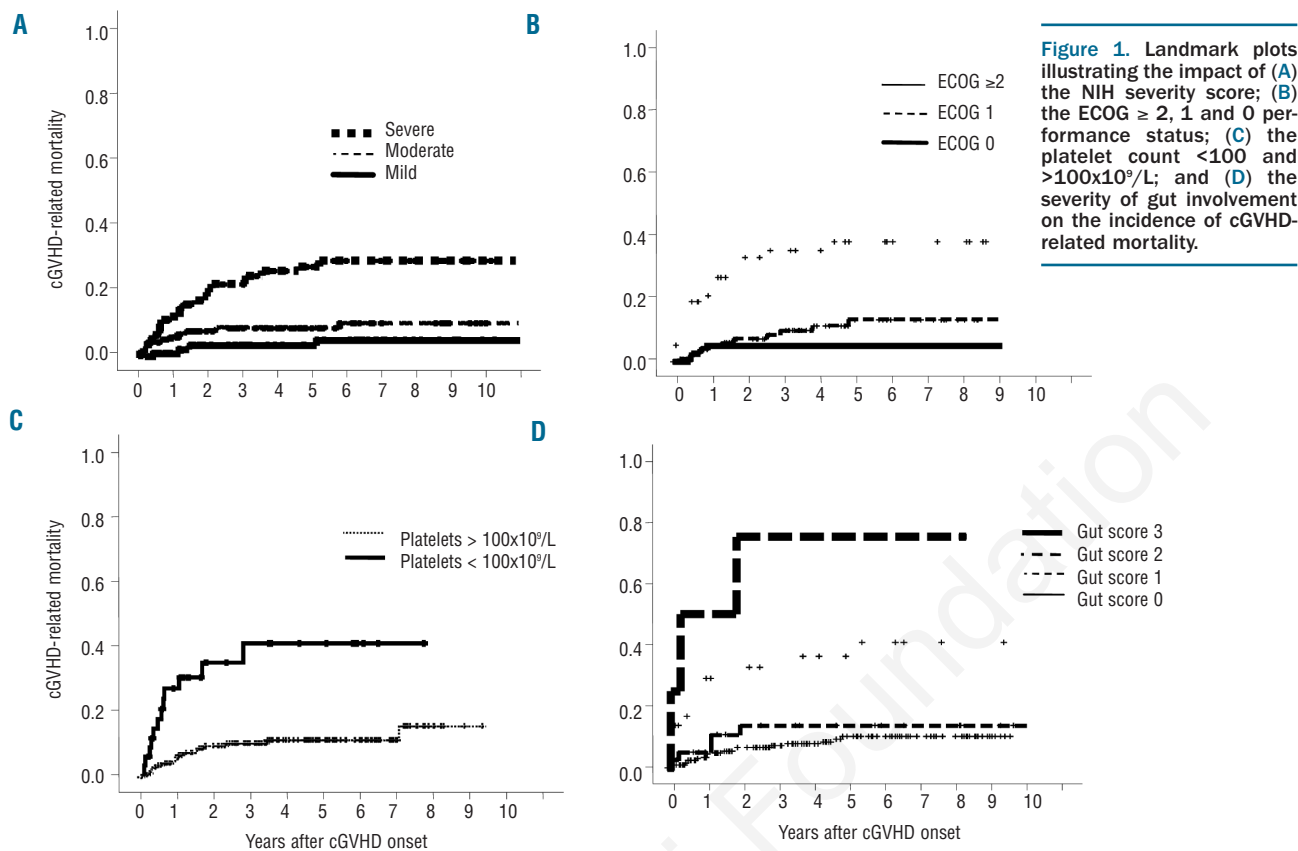 A
cGVHD-related mortality
1.0
0.8
0.6
0.4
0.2
0.0
Severe
Moderate
Mild
0 1 2 3 4 5 6 7 8 9 10
B
1.0
0.8
0.6
0.4
0.2
0.0
ECOG ≥2
ECOG 1
ECOG 0
0 1 2 3 4 5 6 7 8 9 10
Figure 1. Landmark plots
illustrating the impact of (A)
the NIH severity score; (B)
the ECOG ≥ 2, 1 and 0 per-
formance status; (C) the
platelet count <100 and
>100x10⁹/L; and (D) the
severity of gut involvement
on the incidence of cGVHD-
related mortality.
C
cGVHD-related mortality
1.0
0.8
0.6
0.4
0.2
0.0
Platelets > 100x10⁹/L
Platelets < 100x10⁹/L
0 1 2 3 4 5 6 7 8 9 10
Years after cGVHD onset
D
1.0
0.8
0.6
0.4
0.2
0.0
Gut score 3
Gut score 2
Gut score 1
Gut score 0
0 1 2 3 4 5 6 7 8 9 10
Years after cGVHD onset
Foundation